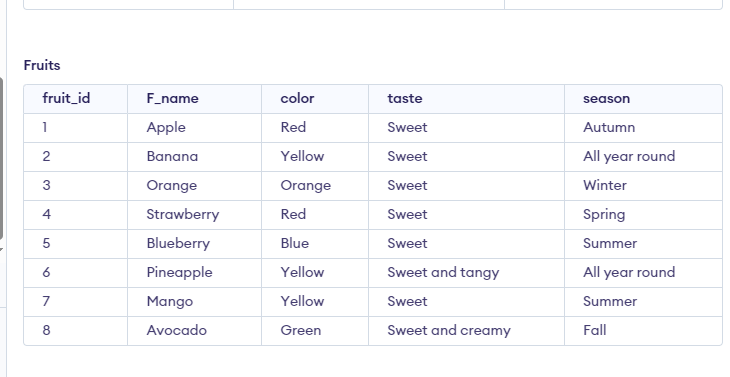 Fruits
fruit_id F_name color taste season
1 Apple Red Sweet Autumn
2 Banana Yellow Sweet All year round
3 Orange Orange Sweet Winter
4 Strawberry Red Sweet Spring
5 Blueberry Blue Sweet Summer
6 Pineapple Yellow Sweet and tangy All year round
7 Mango Yellow Sweet Summer
8 Avocado Green Sweet and creamy Fall